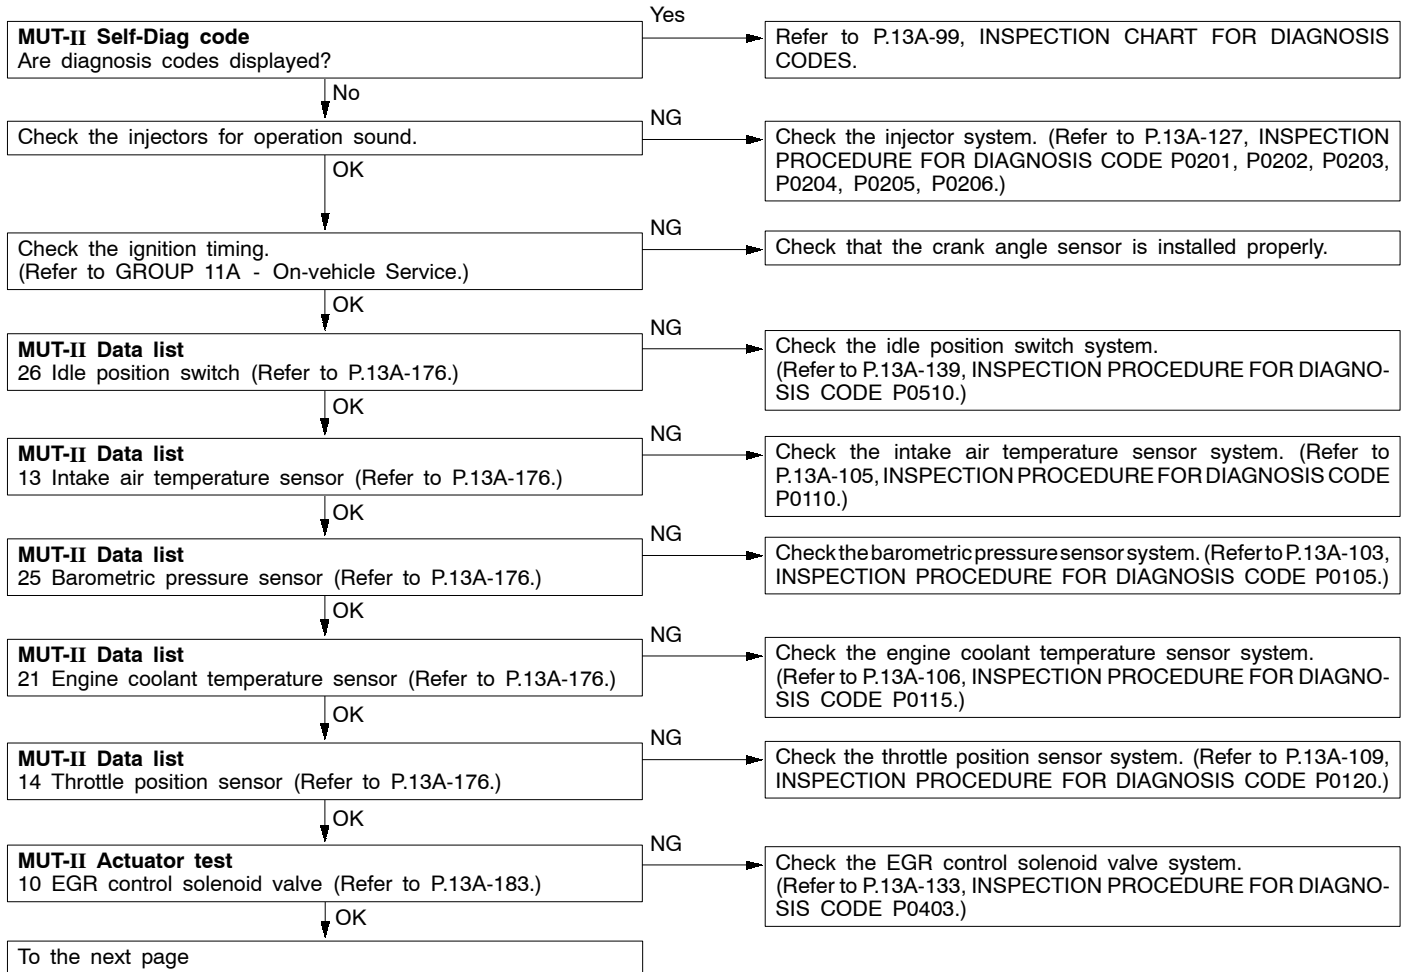 Yes
MUT-II Self-Diag code
Are diagnosis codes displayed?
Refer to P.13A-99, INSPECTION CHART FOR DIAGNOSIS
CODES.
No
Check the injectors for operation sound.
NG
Check the injector system. (Refer to P.13A-127, INSPECTION
PROCEDURE FOR DIAGNOSIS CODE P0201, P0202, P0203,
P0204, P0205, P0206.)
OK
Check the ignition timing.
(Refer to GROUP 11A - On-vehicle Service.)
NG
Check that the crank angle sensor is installed properly.
OK
MUT-II Data list
26 Idle position switch (Refer to P.13A-176.)
NG
Check the idle position switch system.
(Refer to P.13A-139, INSPECTION PROCEDURE FOR DIAGNO-
SIS CODE P0510.)
OK
MUT-II Data list
13 Intake air temperature sensor (Refer to P.13A-176.)
NG
Check the intake air temperature sensor system. (Refer to
P.13A-105, INSPECTION PROCEDURE FOR DIAGNOSIS CODE
P0110.)
OK
MUT-II Data list
25 Barometric pressure sensor (Refer to P.13A-176.)
NG
Check the barometric pressure sensor system. (Refer to P.13A-103,
INSPECTION PROCEDURE FOR DIAGNOSIS CODE P0105.)
OK
MUT-II Data list
21 Engine coolant temperature sensor (Refer to P.13A-176.)
NG
Check the engine coolant temperature sensor system.
(Refer to P.13A-106, INSPECTION PROCEDURE FOR DIAGNO-
SIS CODE P0115.)
OK
MUT-II Data list
14 Throttle position sensor (Refer to P.13A-176.)
NG
Check the throttle position sensor system. (Refer to P.13A-109,
INSPECTION PROCEDURE FOR DIAGNOSIS CODE P0120.)
OK
MUT-II Actuator test
10 EGR control solenoid valve (Refer to P.13A-183.)
NG
Check the EGR control solenoid valve system.
(Refer to P.13A-133, INSPECTION PROCEDURE FOR DIAGNO-
SIS CODE P0403.)
OK
To the next page